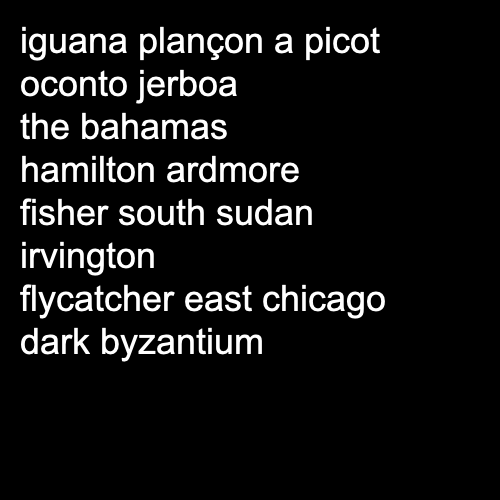 iguana plançon a picot
oconto jerboa
the bahamas
hamilton ardmore
fisher south sudan
irvington
flycatcher east chicago
dark byzantium